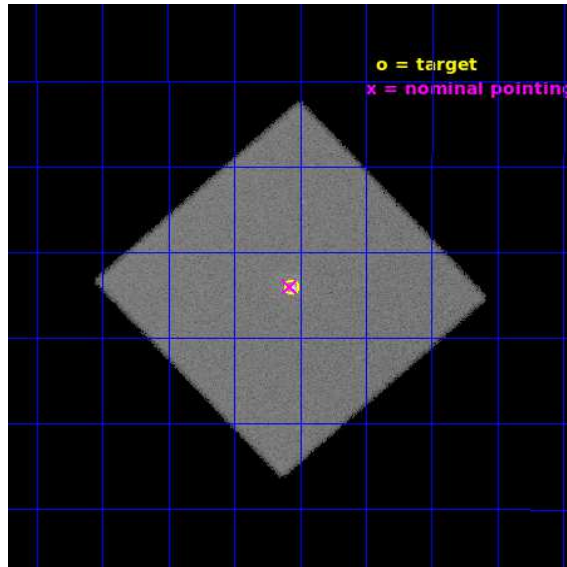 o = target
x = nominal pointing